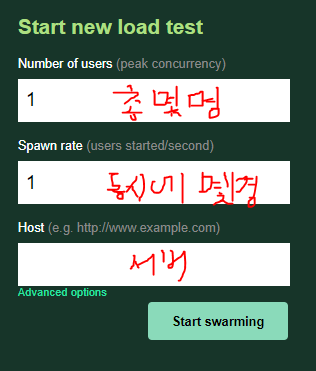 Start new load test
Number of users (peak concurrency)
1 총 몇명
Spawn rate (users started/second)
1 동시에 몇명
Host (e.g. http://www.example.com)
서버
Advanced options
Start swarming